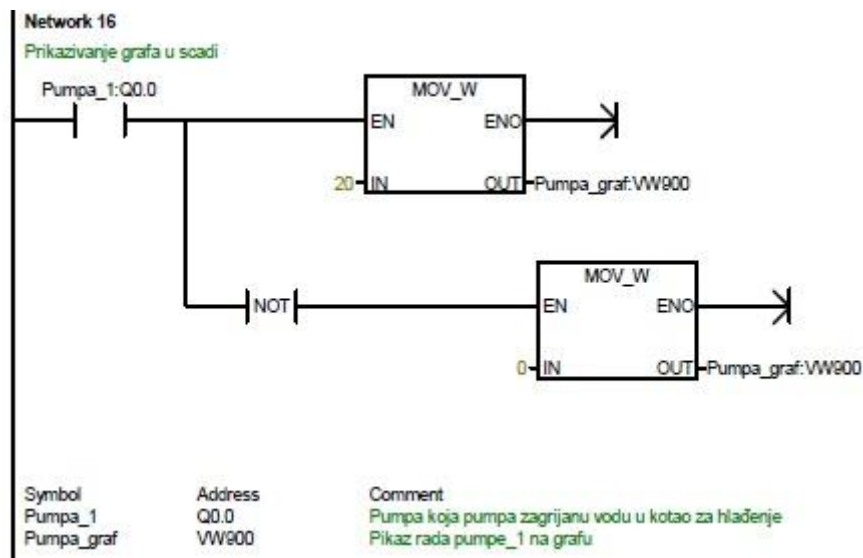 Network 16
Prikazivanje grafa u scadi
Pumpa_1:Q0.0
MOV_W
EN ENO
20 IN OUT Pumpa_graf:VW900
NOT
MOV_W
EN ENO
0 IN OUT Pumpa_graf:VW900
Symbol Address Comment
Pumpa_1 Q0.0 Pumpa koja pumpa zagrijanu vodu u kotao za hlađenje
Pumpa_graf VW900 Pikaz rada pumpe_1 na grafu